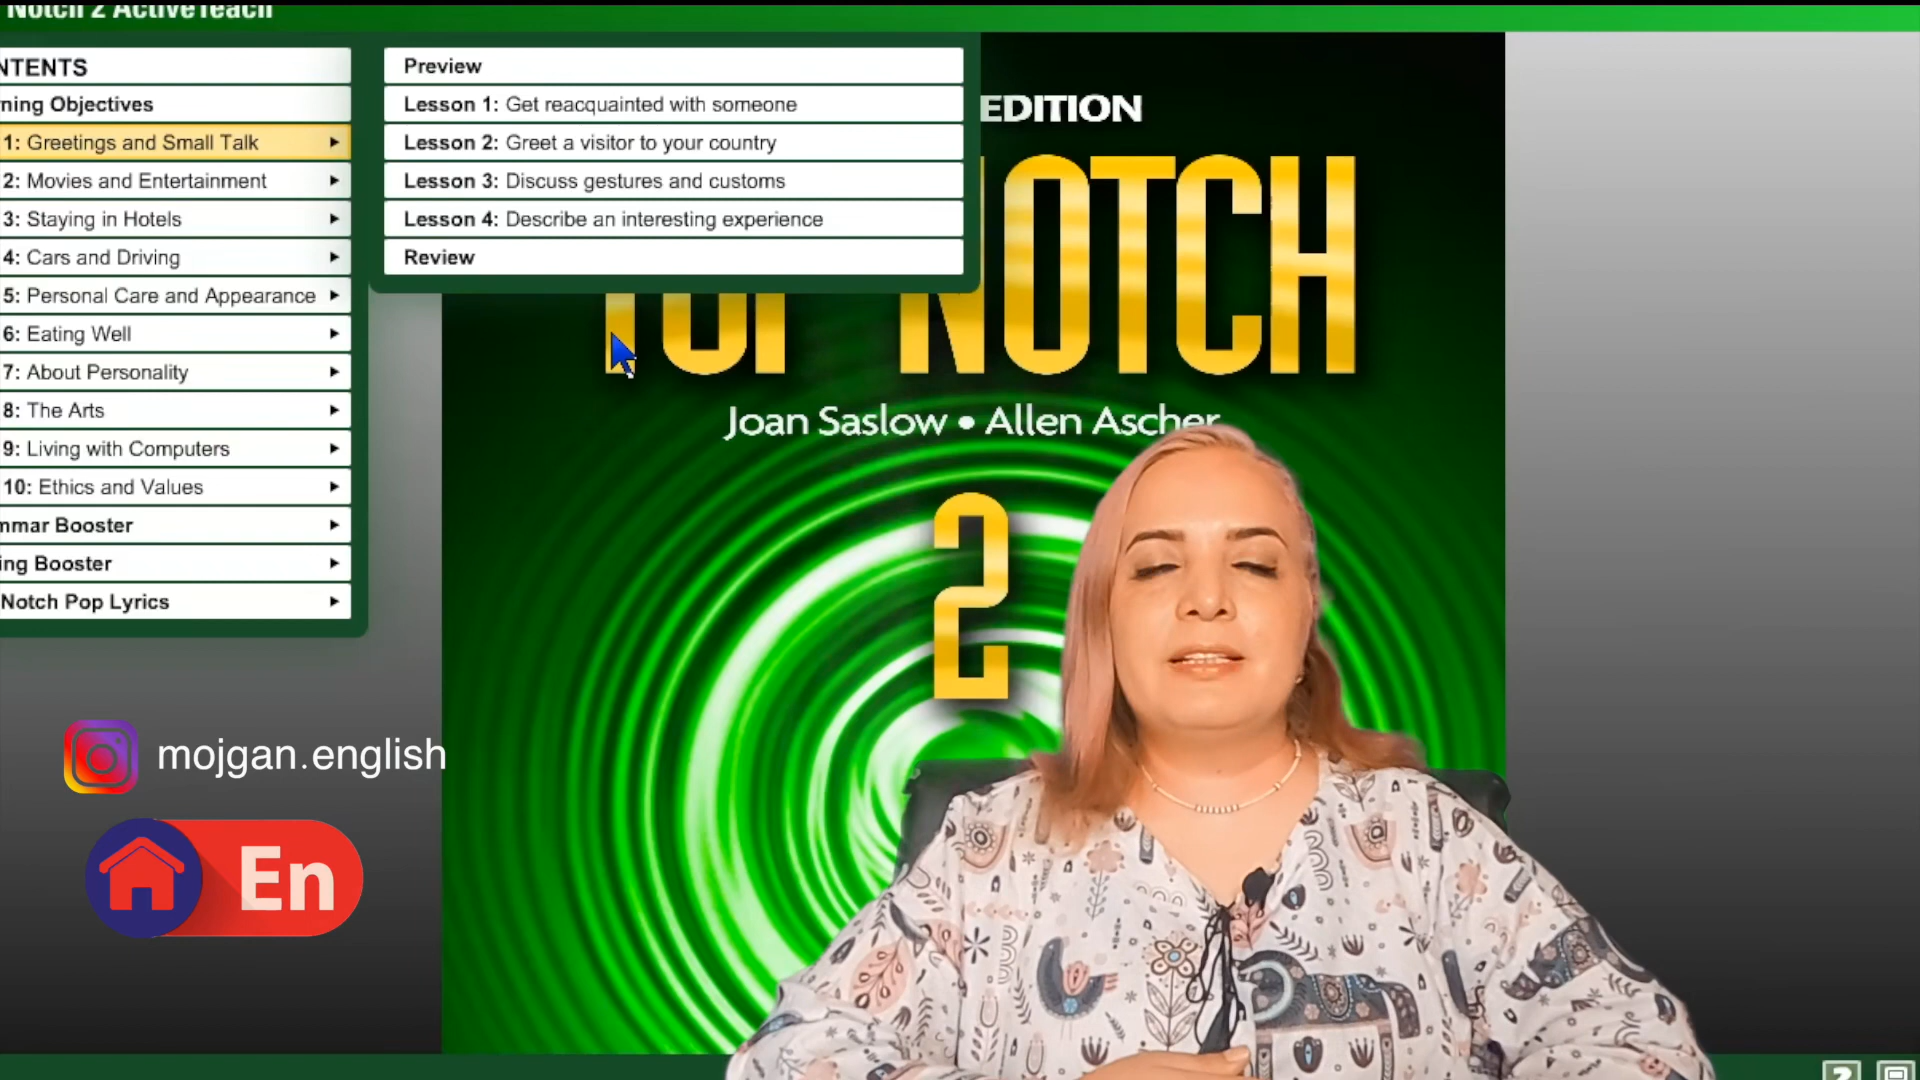 Notch 2 ActiveTeach
NTENTS
ning Objectives
1: Greetings and Small Talk
2: Movies and Entertainment
3: Staying in Hotels
4: Cars and Driving
5: Personal Care and Appearance
6: Eating Well
7: About Personality
8: The Arts
9: Living with Computers
10: Ethics and Values
mmar Booster
ing Booster
Notch Pop Lyrics
Preview
Lesson 1: Get reacquainted with someone
Lesson 2: Greet a visitor to your country
Lesson 3: Discuss gestures and customs
Lesson 4: Describe an interesting experience
Review
EDITION
TOP NOTCH
Joan Saslow • Allen Ascher
2
mojgan.english
En
?